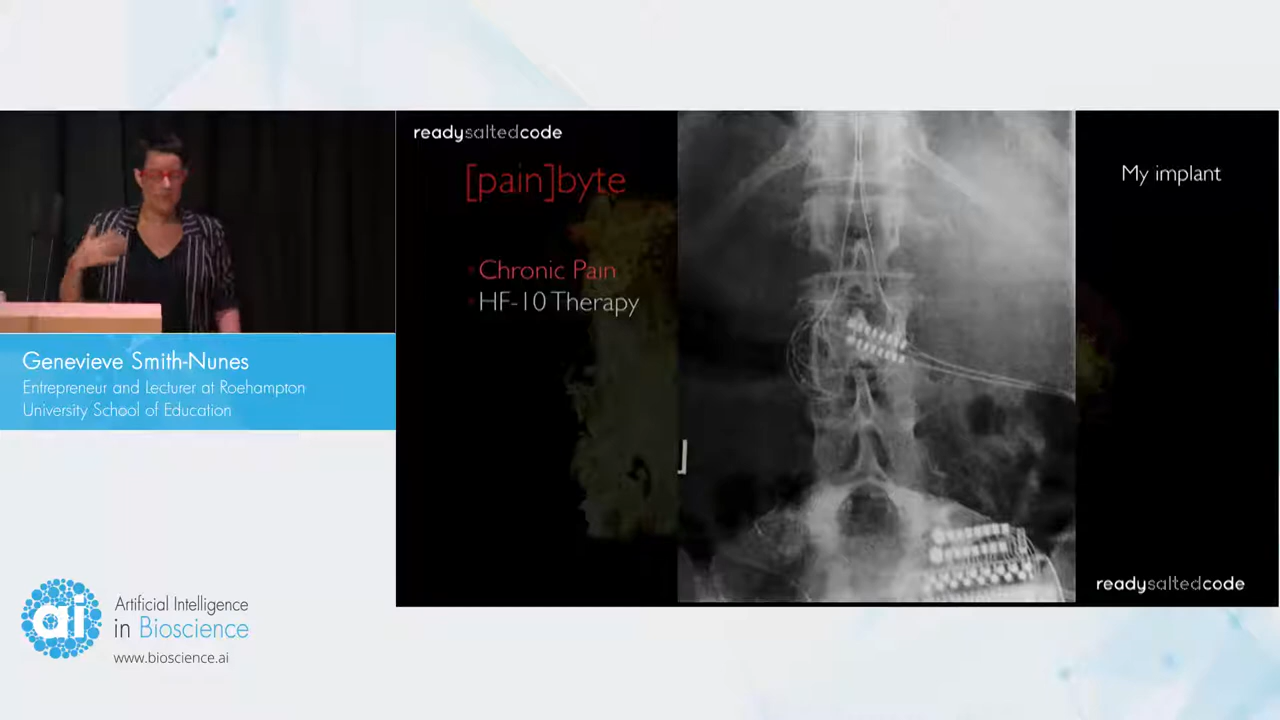 readysaltedcode
[pain]byte
Chronic Pain
HF-10 Therapy
My implant
readysaltedcode
Genevieve Smith-Nunes
Entrepreneur and Lecturer at Roehampton
University School of Education
ai
Artificial Intelligence
in Bioscience
www.bioscience.ai